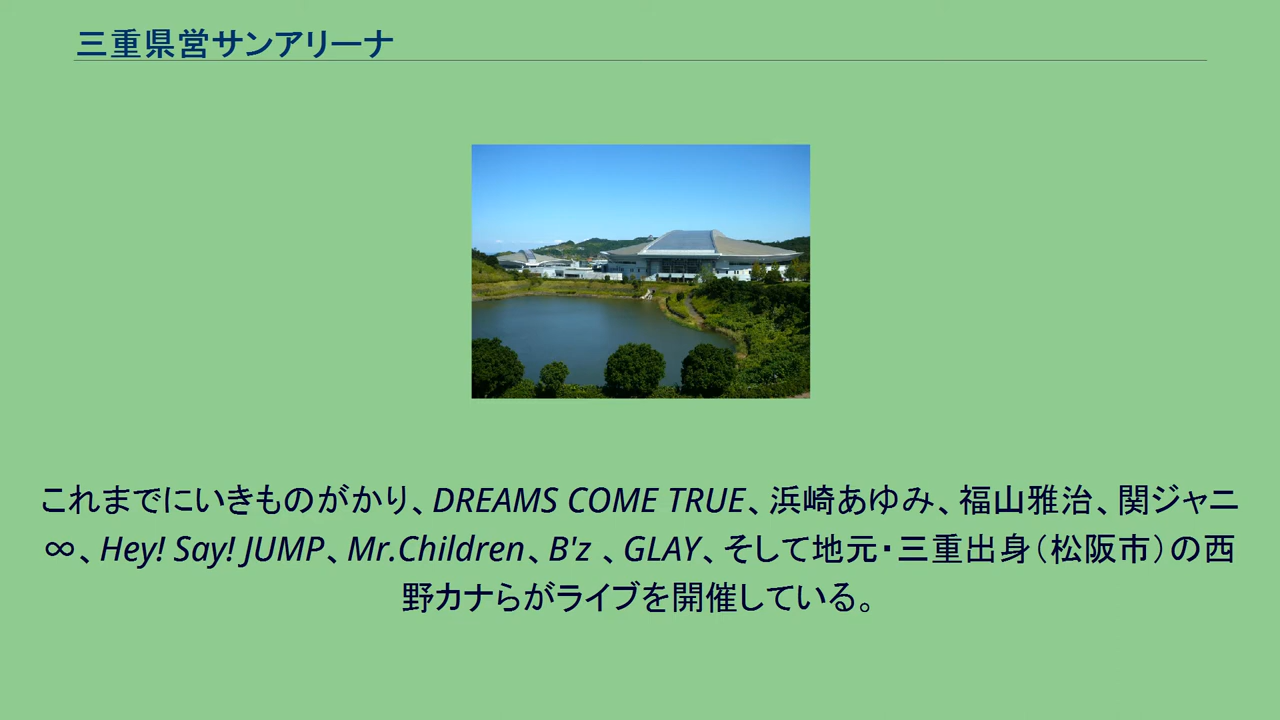 三重県営サンアリーナ
これまでにいきものがかり、DREAMS COME TRUE、浜崎あゆみ、福山雅治、関ジャニ
∞、Hey! Say! JUMP、Mr.Children、B'z 、GLAY、そして地元・三重出身（松阪市）の西
野カナらがライブを開催している。